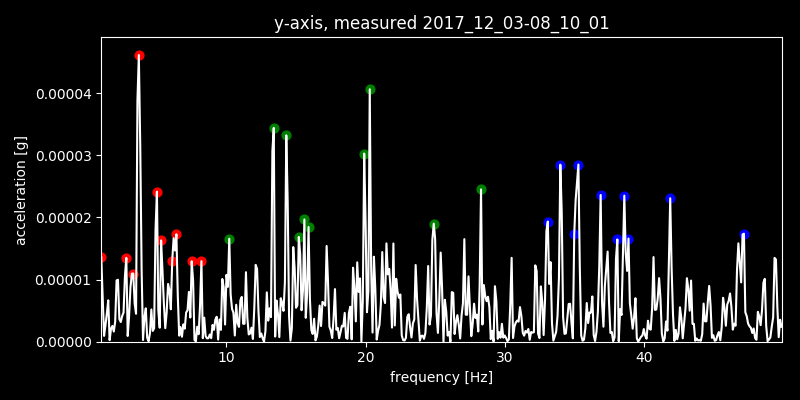 y-axis, measured 2017_12_03-08_10_01
acceleration [g]
0.00004
0.00003
0.00002
0.00001
0.00000
10 20 30 40
frequency [Hz]